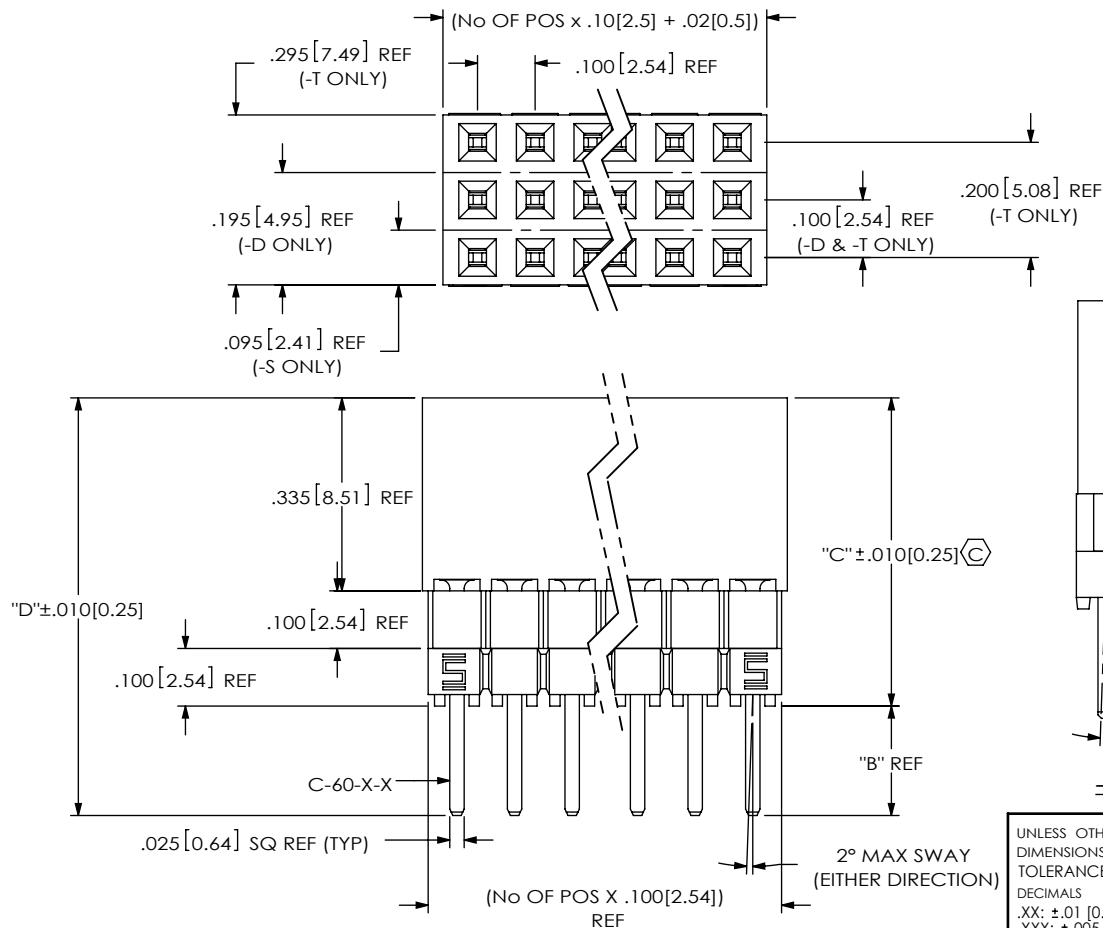 (No OF POS x .10[2.5] + .02[0.5])
.295[7.49] REF
(-T ONLY)
.100[2.54] REF
.195[4.95] REF
(-D ONLY)
.200[5.08] REF
(-T ONLY)
.100[2.54] REF
(-D & -T ONLY)
.095[2.41] REF
(-S ONLY)
.335[8.51] REF
"C"±.010[0.25] C
"D"±.010[0.25]
.100[2.54] REF
.100[2.54] REF
"B" REF
C-60-X-X
.025[0.64] SQ REF (TYP)
2° MAX SWAY
(EITHER DIRECTION)
(No OF POS X .100[2.54])
REF
UNLESS OTH
DIMENSIONS
TOLERANCE
DECIMALS
.XX: ±.01 [0.
.XXX: ±.005